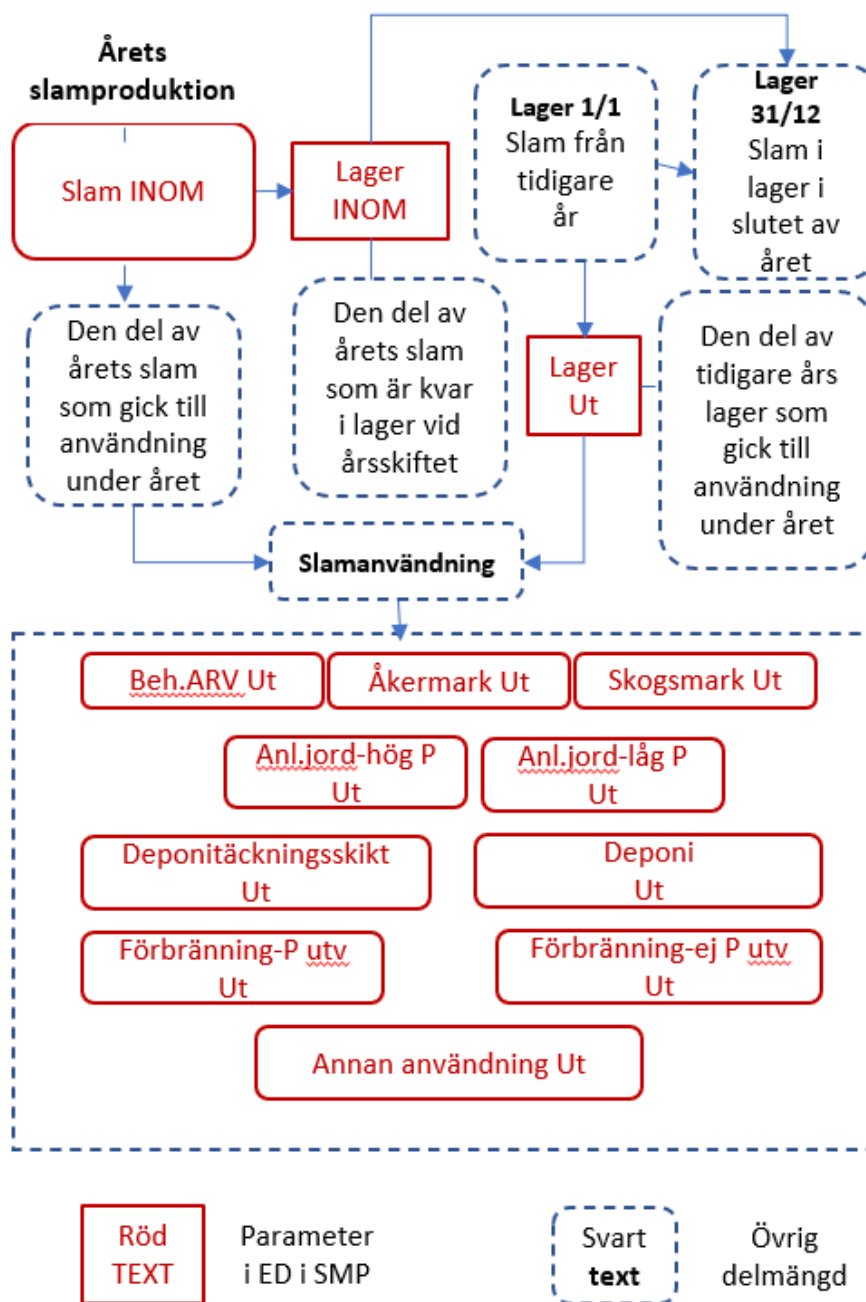 Årets
slamproduktion
Slam INOM
Lager
INOM
Lager 1/1
Slam från
tidigare
år
Lager
31/12
Slam i
lager i
slutet av
året
Den del av
årets slam
som gick till
användning
under året
Den del av
årets slam
som är kvar
i lager vid
årsskiftet
Lager
Ut
Den del av
tidigare års
lager som
gick till
användning
under året
Slamanvändning
Beh.ARV Ut
Åkermark Ut
Skogsmark Ut
Anl.jord-hög P
Ut
Anl.jord-låg P
Ut
Deponitäckningsskikt
Ut
Deponi
Ut
Förbränning-P utv
Ut
Förbränning-ej P utv
Ut
Annan användning Ut
Röd
TEXT
Parameter
i ED i SMP
Svart
text
Övrig
delmängd